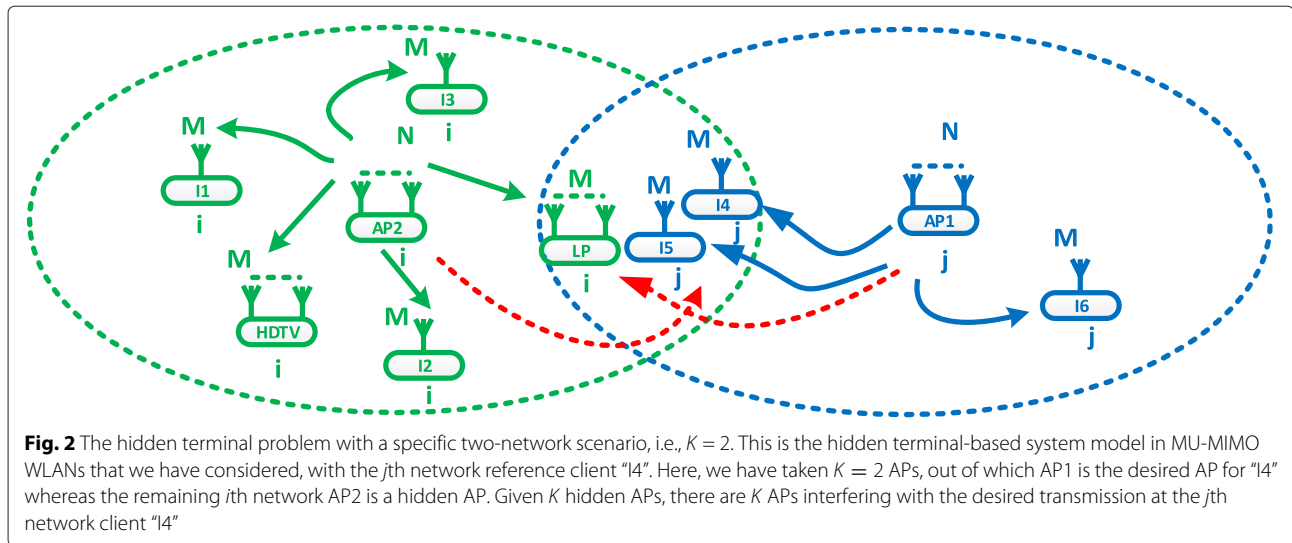 M
I3
i
M
I1
i
N
AP2
i
M
HDTV
i
M
I2
i
M
LP
i
M
I5
j
M
I4
j
N
AP1
j
M
I6
j
Fig. 2 The hidden terminal problem with a specific two-network scenario, i.e., K = 2. This is the hidden terminal-based system model in MU-MIMO
WLANs that we have considered, with the jth network reference client “I4”. Here, we have taken K = 2 APs, out of which AP1 is the desired AP for “I4”
whereas the remaining ith network AP2 is a hidden AP. Given K hidden APs, there are K APs interfering with the desired transmission at the jth
network client “I4”